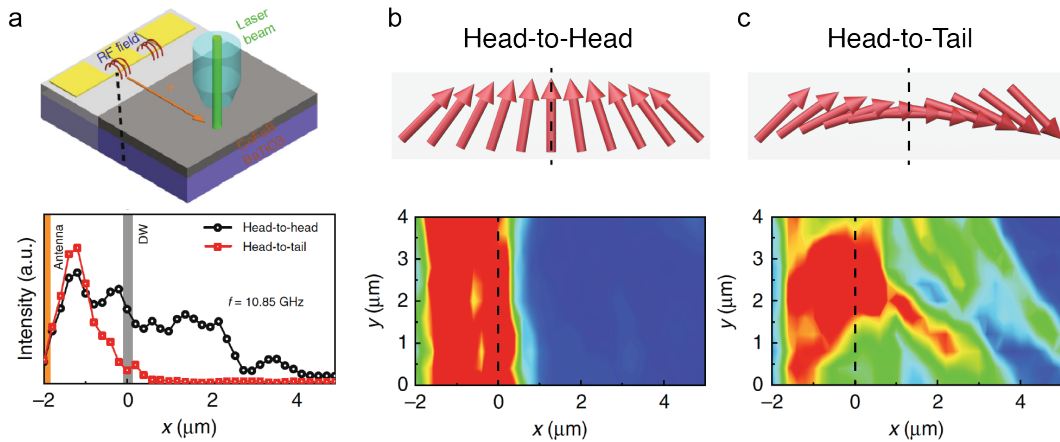 a
RF field
Laser
beam
Intensity (a.u.)
Antenna
DW
Head-to-head
Head-to-tail
f = 10.85 GHz
−2 0 2 4
x (μm)
b
Head-to-Head
y (μm)
4
3
2
1
0
−2 0 2 4
x (μm)
c
Head-to-Tail
y (μm)
4
3
2
1
0
−2 0 2 4
x (μm)